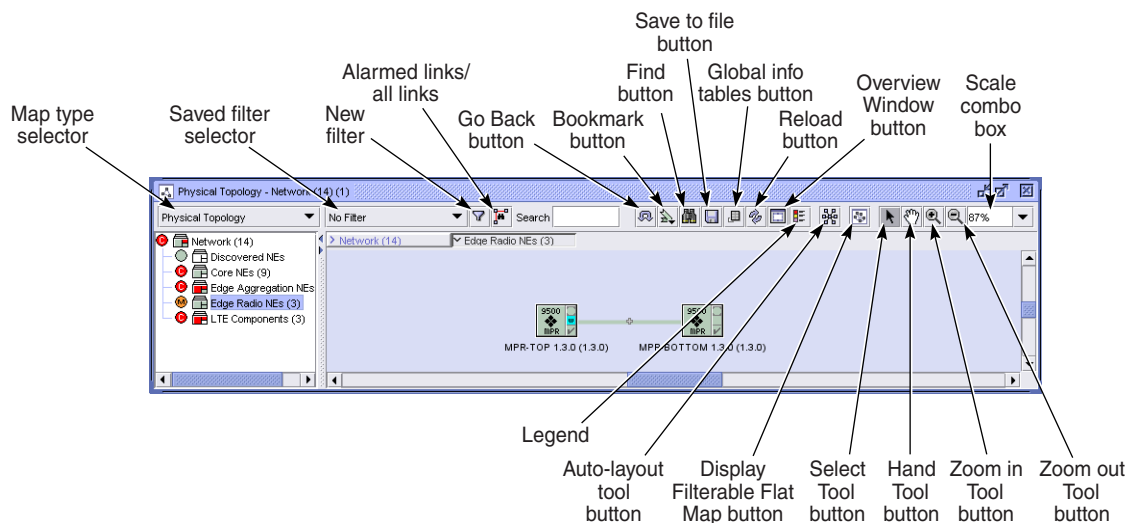 Save to file
button
Alarmed links/
all links
Find
button
Global info
tables button
Overview
Window
button
Scale
combo
box
Map type
selector
Saved filter
selector
New
filter
Go Back
button
Bookmark
button
Reload
button
Physical Topology - Network (14) (1)
Physical Topology
No Filter
Search
87%
Network (14)
Discovered NEs
Core NEs (9)
Edge Aggregation NEs
Edge Radio NEs (3)
LTE Components (3)
C
C
C
M
C
> Network (14)
Edge Radio NEs (3)
9500
MPR
9500
MPR
MPR-TOP 1.3.0 (1.3.0)
MPR-BOTTOM 1.3.0 (1.3.0)
Legend
Auto-layout
tool
button
Display
Filterable Flat
Map button
Select
Tool
button
Hand
Tool
button
Zoom in
Tool
button
Zoom out
Tool
button